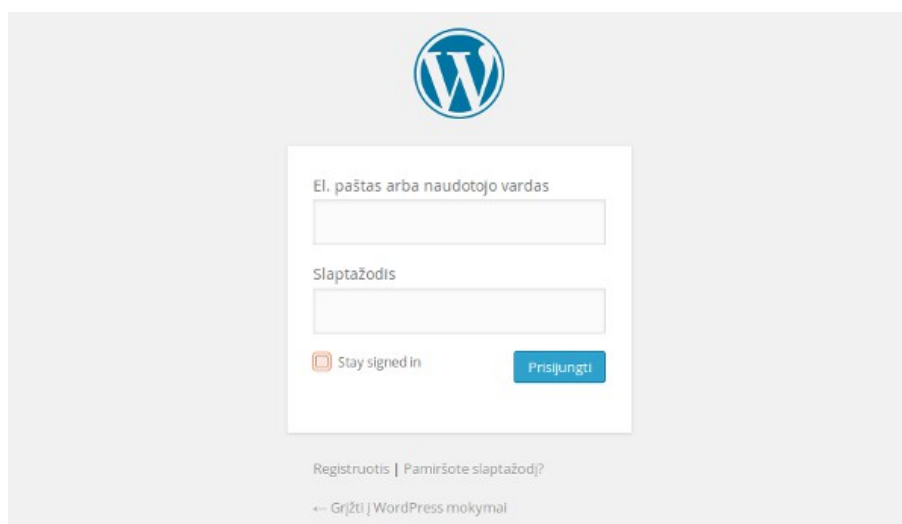 El. paštas arba naudotojo vardas
Slaptažodis
Stay signed in
Prisijungti
Registruotis | Pamiršote slaptažodį?
← Grįžti į WordPress mokymai